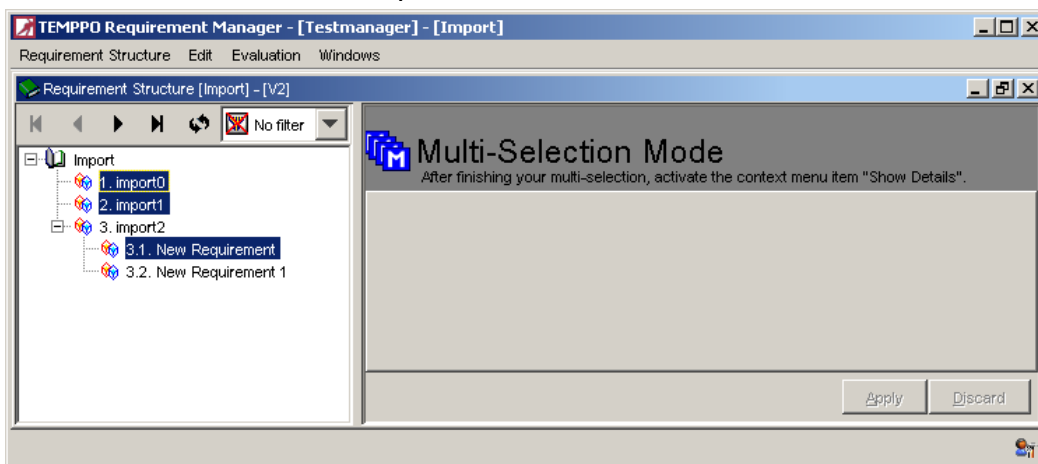 TEMPPO Requirement Manager - [Testmanager] - [Import]
Requirement Structure Edit Evaluation Windows
Requirement Structure [Import] - [V2]
No filter
Multi-Selection Mode
After finishing your multi-selection, activate the context menu item "Show Details".
Import
1. import0
2. import1
3. import2
3.1. New Requirement
3.2. New Requirement 1
Apply Discard